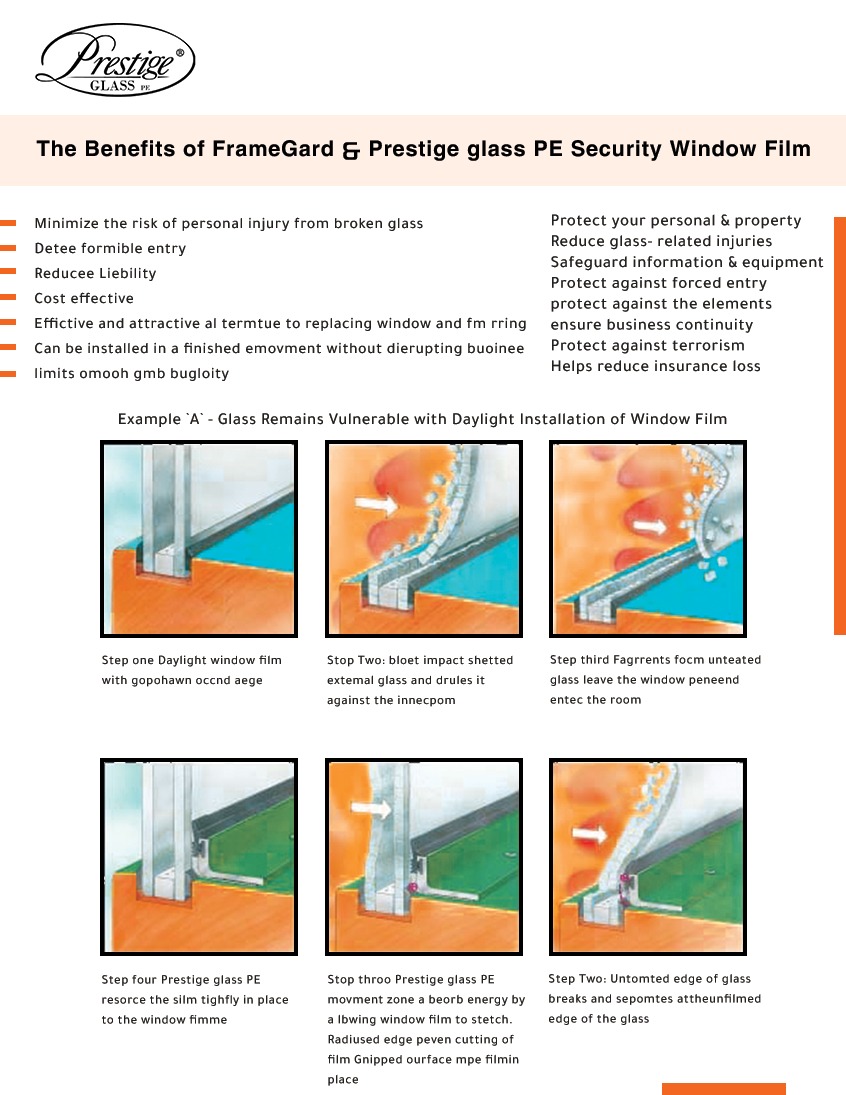 Prestige®
GLASS PE
The Benefits of FrameGard & Prestige glass PE Security Window Film
Minimize the risk of personal injury from broken glass
Detee formible entry
Reducee Liebility
Cost effective
Effictive and attractive al termtue to replacing window and fm rring
Can be installed in a finished emovment without dierupting buoinee
limits omooh gmb bugloity
Protect your personal & property
Reduce glass- related injuries
Safeguard information & equipment
Protect against forced entry
protect against the elements
ensure business continuity
Protect against terrorism
Helps reduce insurance loss
Example `A` - Glass Remains Vulnerable with Daylight Installation of Window Film
Step one Daylight window film
with gopohawn occnd aege
Stop Two: bloet impact shetted
extemal glass and drules it
against the innecpom
Step third Fagrrents focm unteated
glass leave the window peneend
entec the room
Step four Prestige glass PE
resorce the silm tighfly in place
to the window fimme
Stop throo Prestige glass PE
movment zone a beorb energy by
a lbwing window film to stetch.
Radiused edge peven cutting of
film Gnipped ourface mpe filmin
place
Step Two: Untomted edge of glass
breaks and sepomtes attheunfilmed
edge of the glass